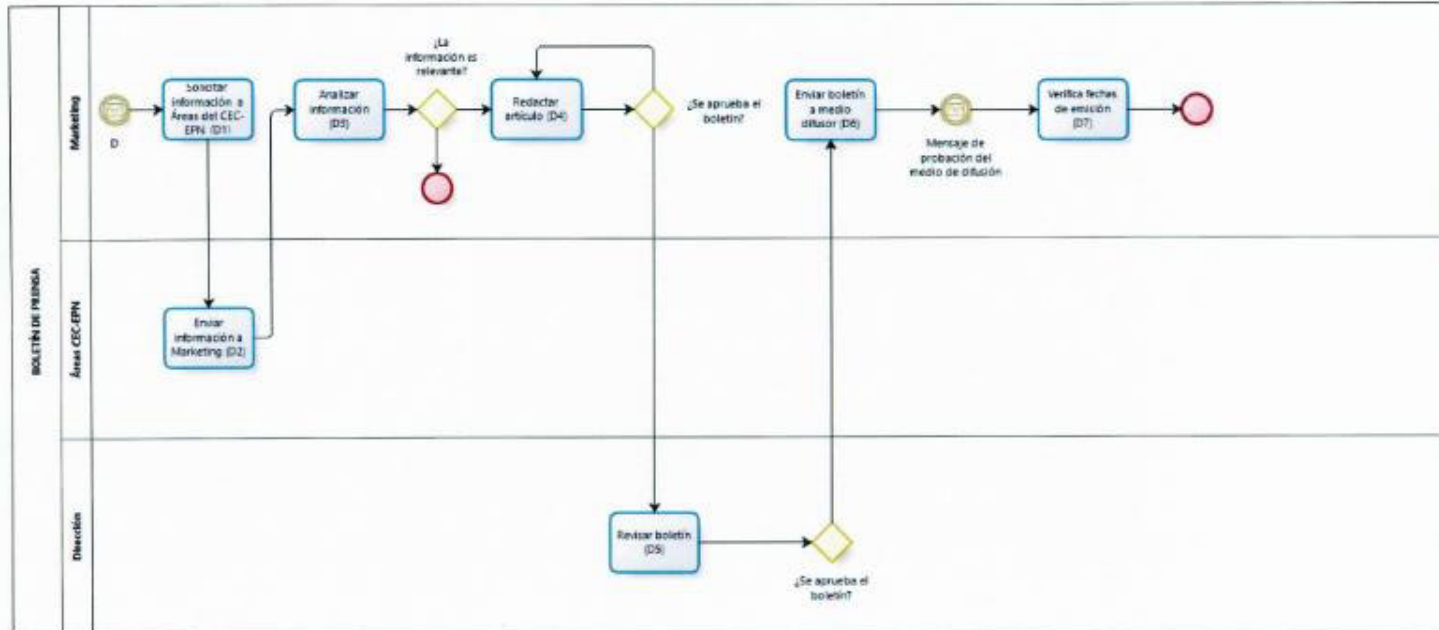 BOLETÍN DE PRENSA
Marketing
D
Solicitar
información a
Áreas del CEC-
EPN (D1)
Analizar
información
(D3)
¿La
información es
relevante?
Redactar
artículo (D4)
¿Se aprueba el
boletín?
Enviar boletín
a medio
difusor (D6)
Mensaje de
probación del
medio de difusión
Verifica fechas
de emisión
(D7)
Áreas CEC-EPN
Enviar
información a
Marketing (D2)
Dirección
Revisar boletín
(D5)
¿Se aprueba el
boletín?